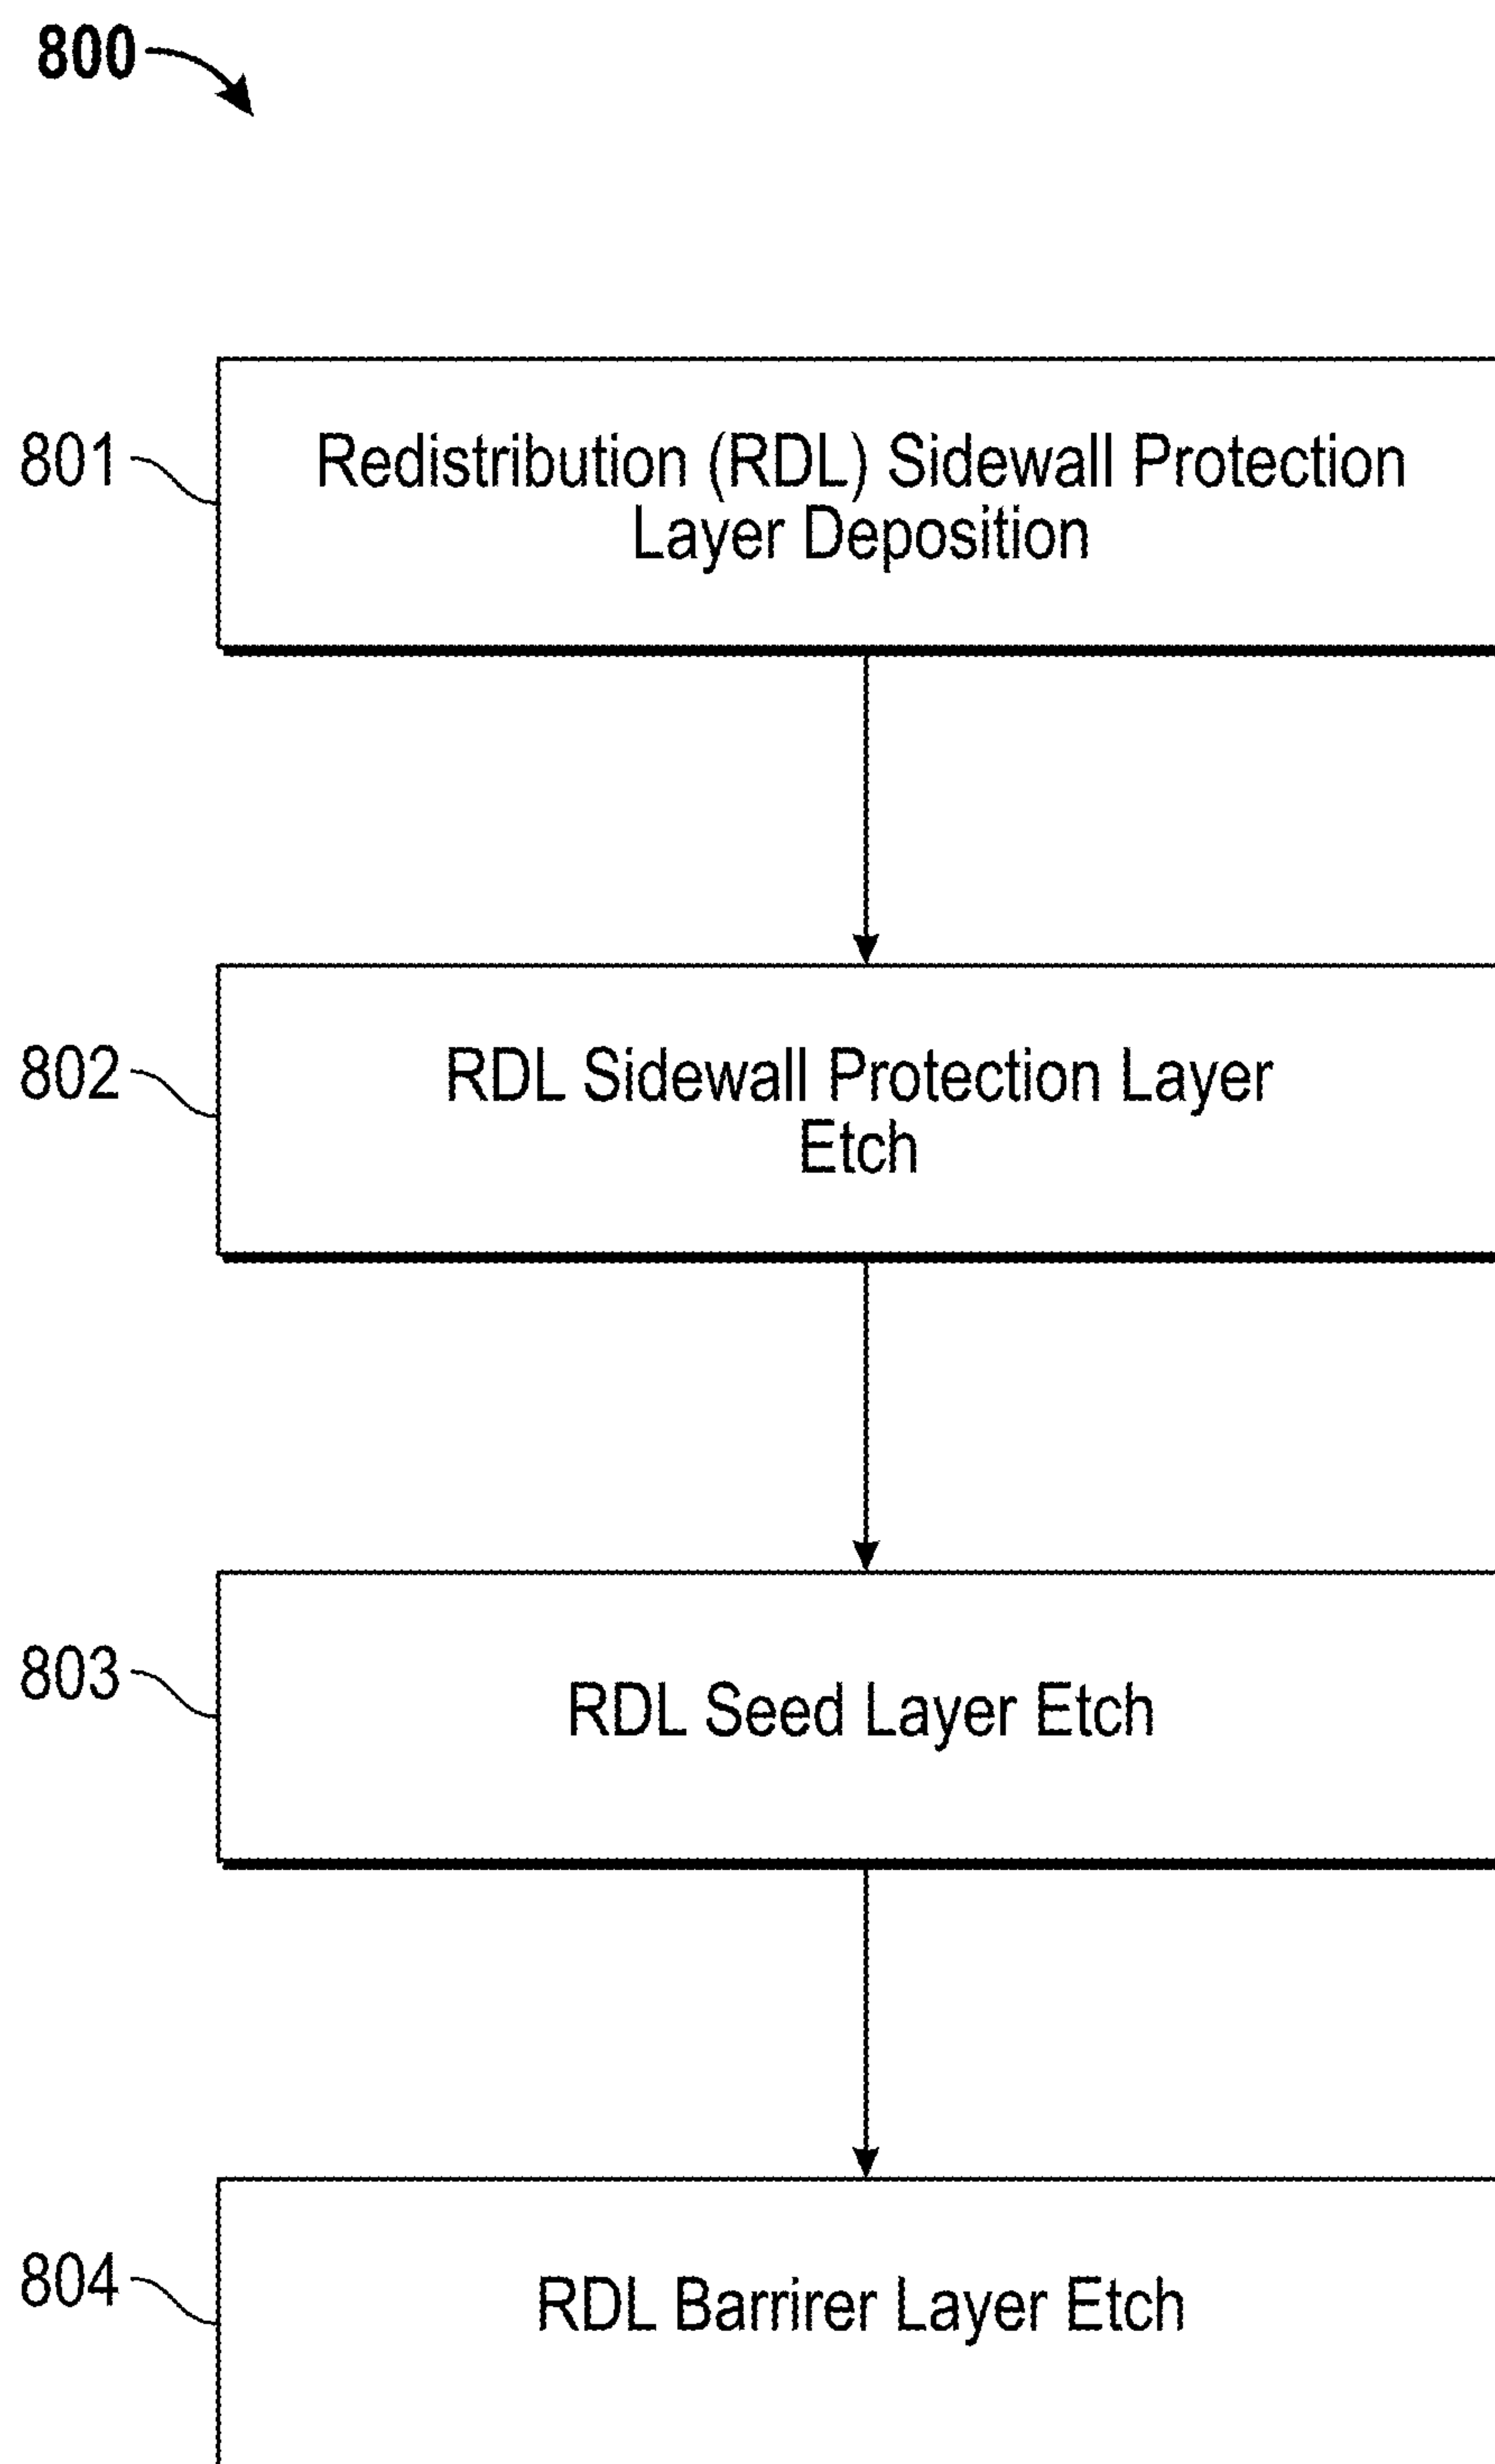 800
801
Redistribution (RDL) Sidewall Protection
Layer Deposition
802
RDL Sidewall Protection Layer
Etch
803
RDL Seed Layer Etch
804
RDL Barrirer Layer Etch